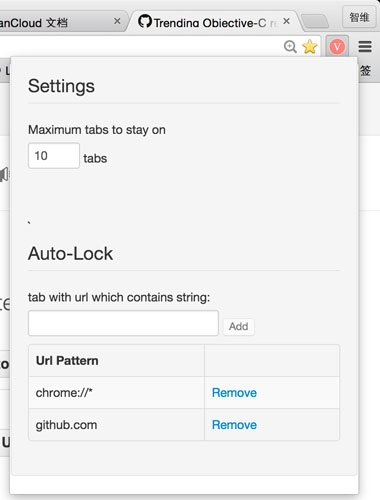 anCloud 文档
Trending Objective-C re
智维
V
签
Settings
Maximum tabs to stay on
10 tabs
`
Auto-Lock
tab with url which contains string:
Add
Url Pattern
chrome://* Remove
github.com Remove